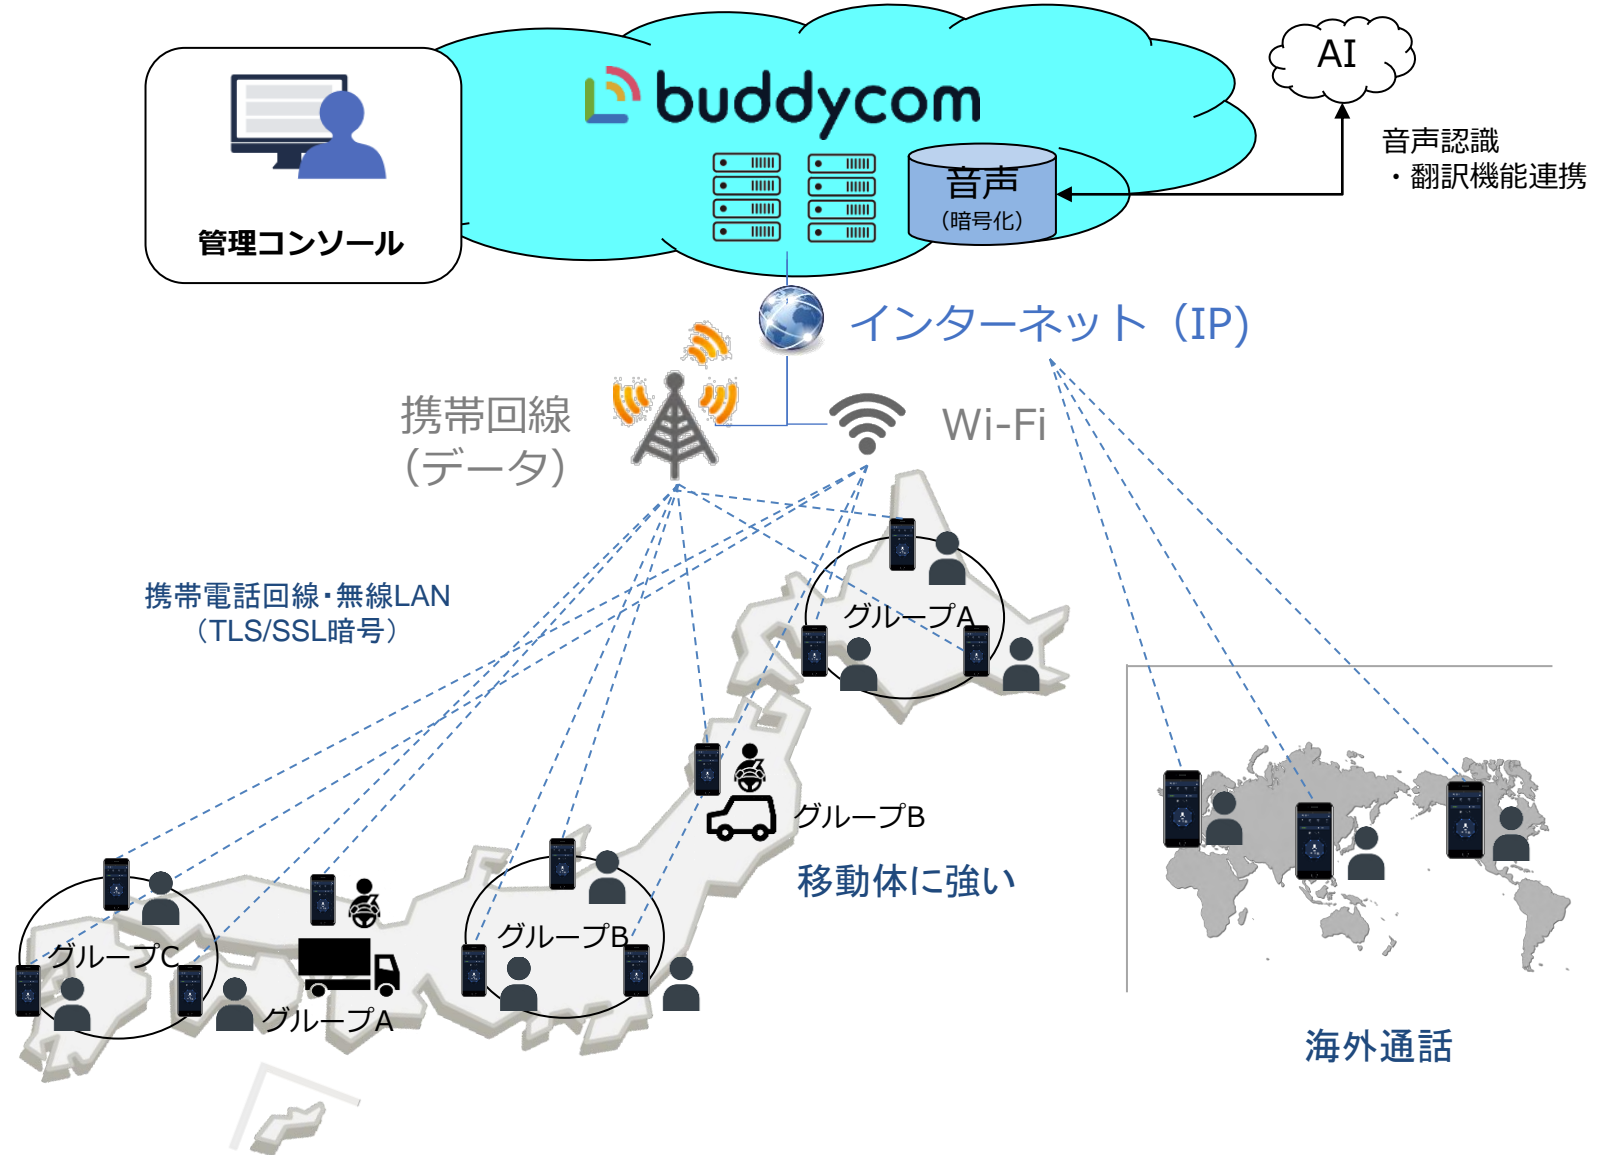 buddycom
AI
音声認識
・翻訳機能連携
音声
（暗号化）
管理コンソール
インターネット（IP)
携帯回線
（データ）
Wi-Fi
携帯電話回線・無線LAN
（TLS/SSL暗号）
グループA
グループB
移動体に強い
グループB
グループC
グループA
海外通話